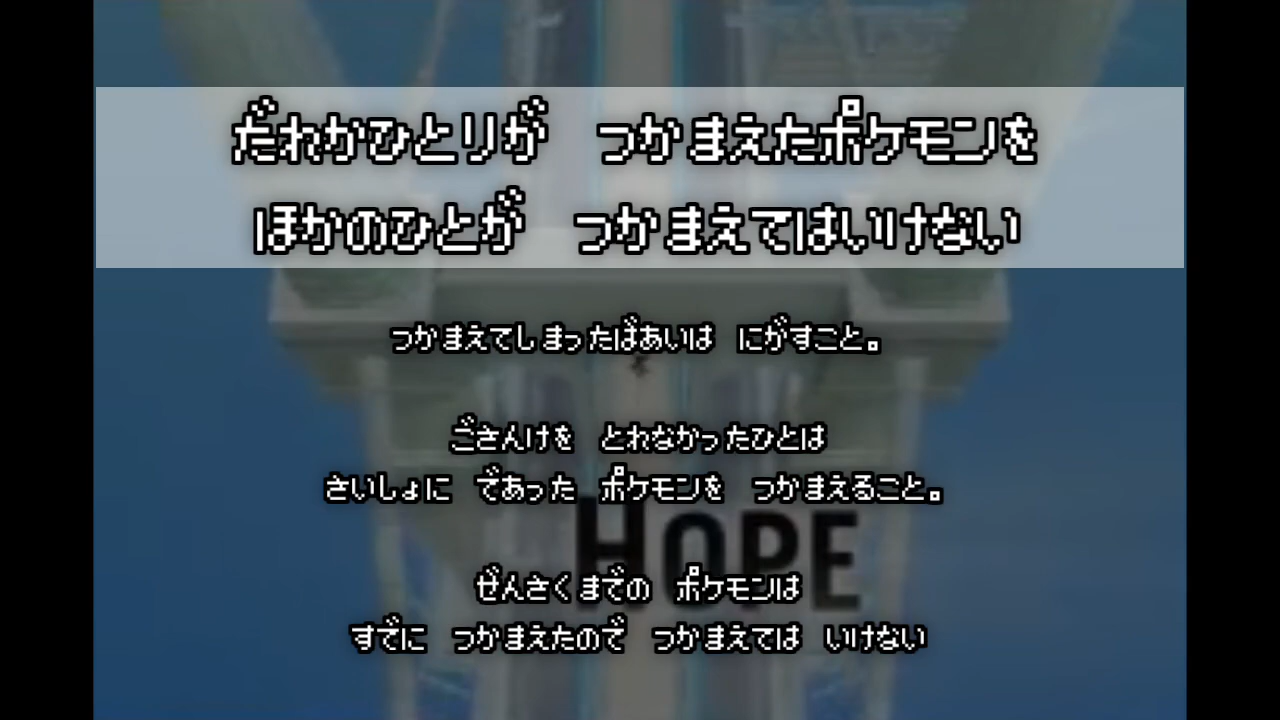 だれかひとりが　つかまえたポケモンを
ほかのひとが　つかまえてはいけない
つかまえてしまったばあいは　にがすこと。
ごさんけを　とれなかったひとは
さいしょに　であった　ポケモンを　つかまえること。
HOPE
ぜんさくまでの　ポケモンは
すでに　つかまえたので　つかまえては　いけない